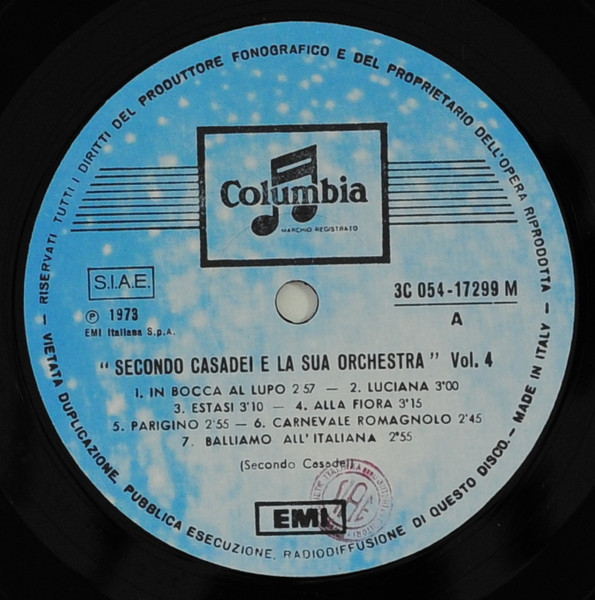 RISERVATI TUTTI I DIRITTI DEL PRODUTTORE FONOGRAFICO E DEL PROPRIETARIO DELL'OPERA RIPRODOTTA –
Columbia
MARCHIO REGISTRATO
S.I.A.E.
3C 054-17299 M
Ⓟ 1973
A
EMI Italiana S.p.A.
" SECONDO CASADEI E LA SUA ORCHESTRA " Vol. 4
1. IN BOCCA AL LUPO 2'57 – 2. LUCIANA 3'00
3. ESTASI 3'10 – 4. ALLA FIORA 3'15
5. PARIGINO 2'55 – 6. CARNEVALE ROMAGNOLO 2'45
7. BALLIAMO ALL'ITALIANA 2'55
(Secondo Casadei)
EMI
– VIETATA DUPLICAZIONE, PUBBLICA ESECUZIONE, RADIODIFFUSIONE DI QUESTO DISCO. – MADE IN ITALY –